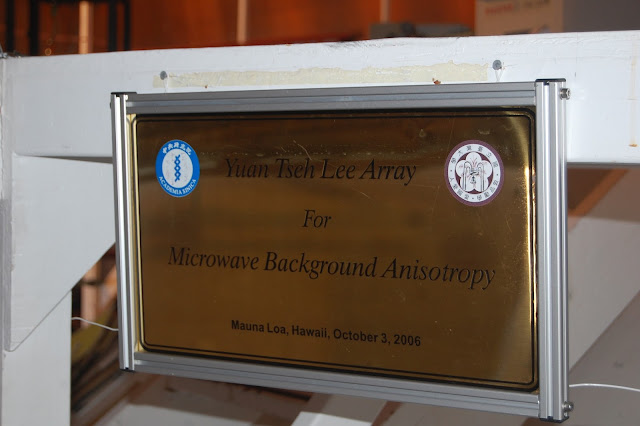 Yuan Tseh Lee Array
For
Microwave Background Anisotropy
Mauna Loa, Hawaii, October 3, 2006
ACADEMIA SINICA